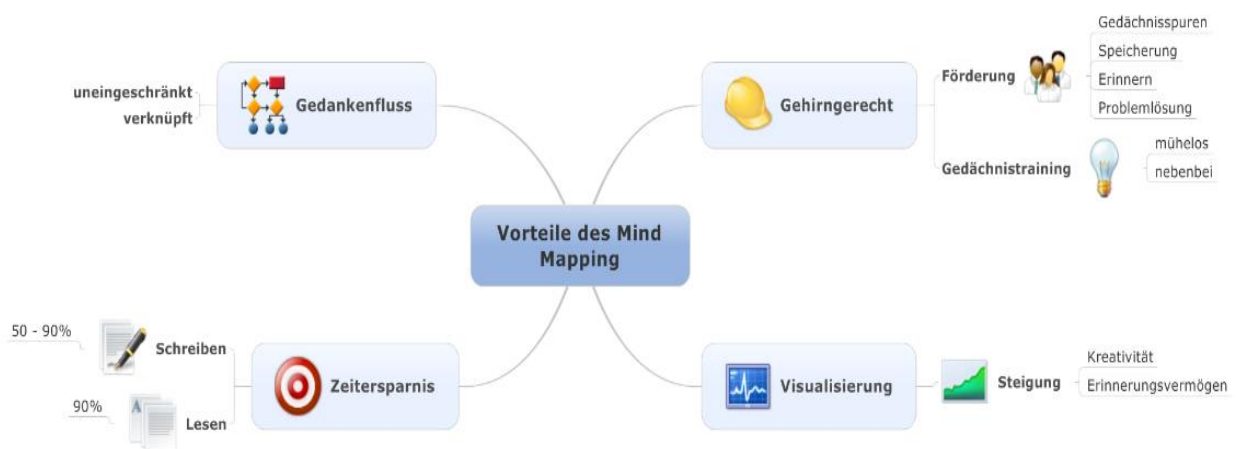 Vorteile des Mind
Mapping
Gedankenfluss
uneingeschränkt
verknüpft
Gehirngerecht
Förderung
Gedächnisspuren
Speicherung
Erinnern
Problemlösung
Gedächnistraining
mühelos
nebenbei
Zeitersparnis
Schreiben
50 - 90%
Lesen
90%
Visualisierung
Steigung
Kreativität
Erinnerungsvermögen